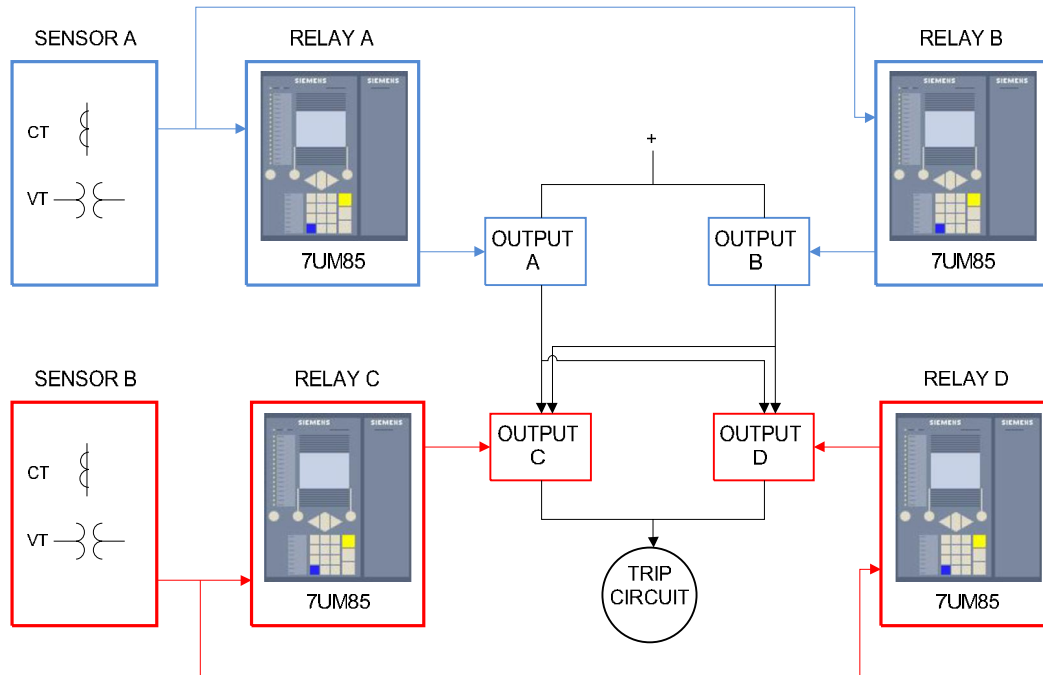 SENSOR A
RELAY A
RELAY B
CT
VT
SIEMENS
SIEMENS
7UM85
SIEMENS
SIEMENS
7UM85
+
OUTPUT
A
OUTPUT
B
SENSOR B
RELAY C
RELAY D
CT
VT
SIEMENS
SIEMENS
7UM85
OUTPUT
C
OUTPUT
D
SIEMENS
SIEMENS
7UM85
TRIP
CIRCUIT